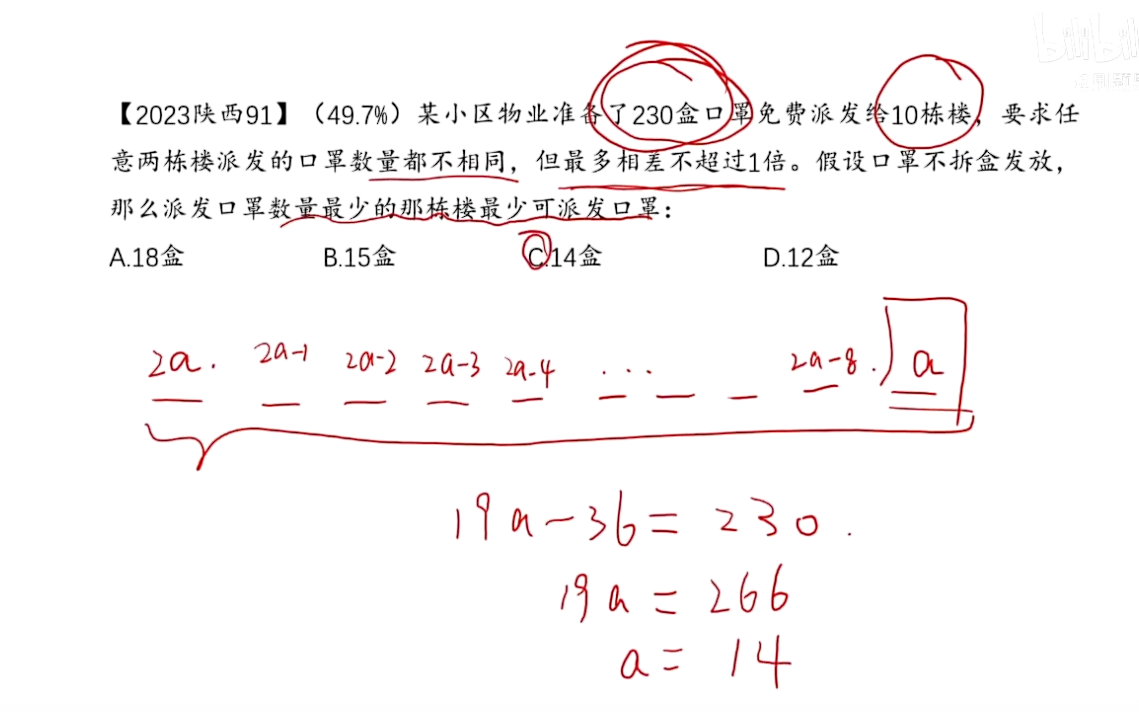 bilibili
【2023陕西91】（49.7%）某小区物业准备了230盒口罩免费派发给10栋楼，要求任
意两栋楼派发的口罩数量都不相同，但最多相差不超过1倍。假设口罩不拆盒发放，
那么派发口罩数量最少的那栋楼最少可派发口罩：
A.18盒 B.15盒 C.14盒 D.12盒
2a. 2a-1 2a-2 2a-3 2a-4 ... 2a-8. a
19a-36=230.
19a=266
a=14